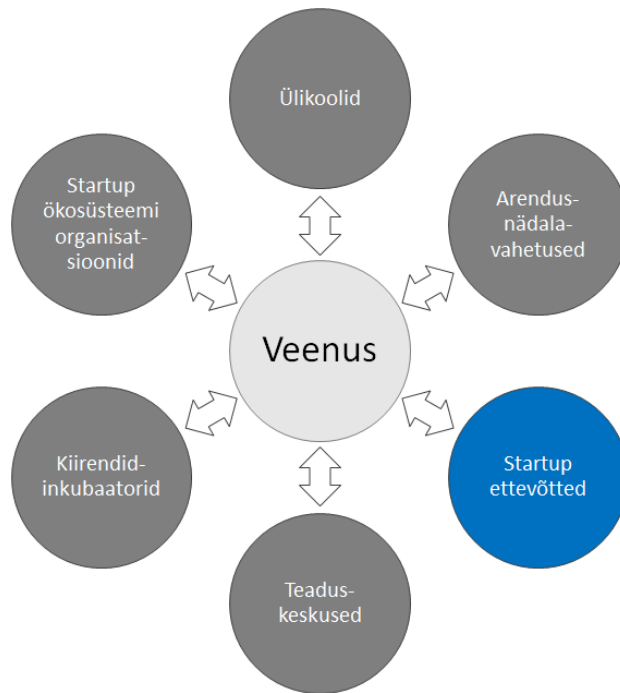 Ülikoolid
Startup
ökosüsteemi
organisat-
sioonid
Arendus-
nädala-
vahetused
Veenus
Kiirendid-
inkubaatorid
Startup
ettevõtted
Teadus-
keskused